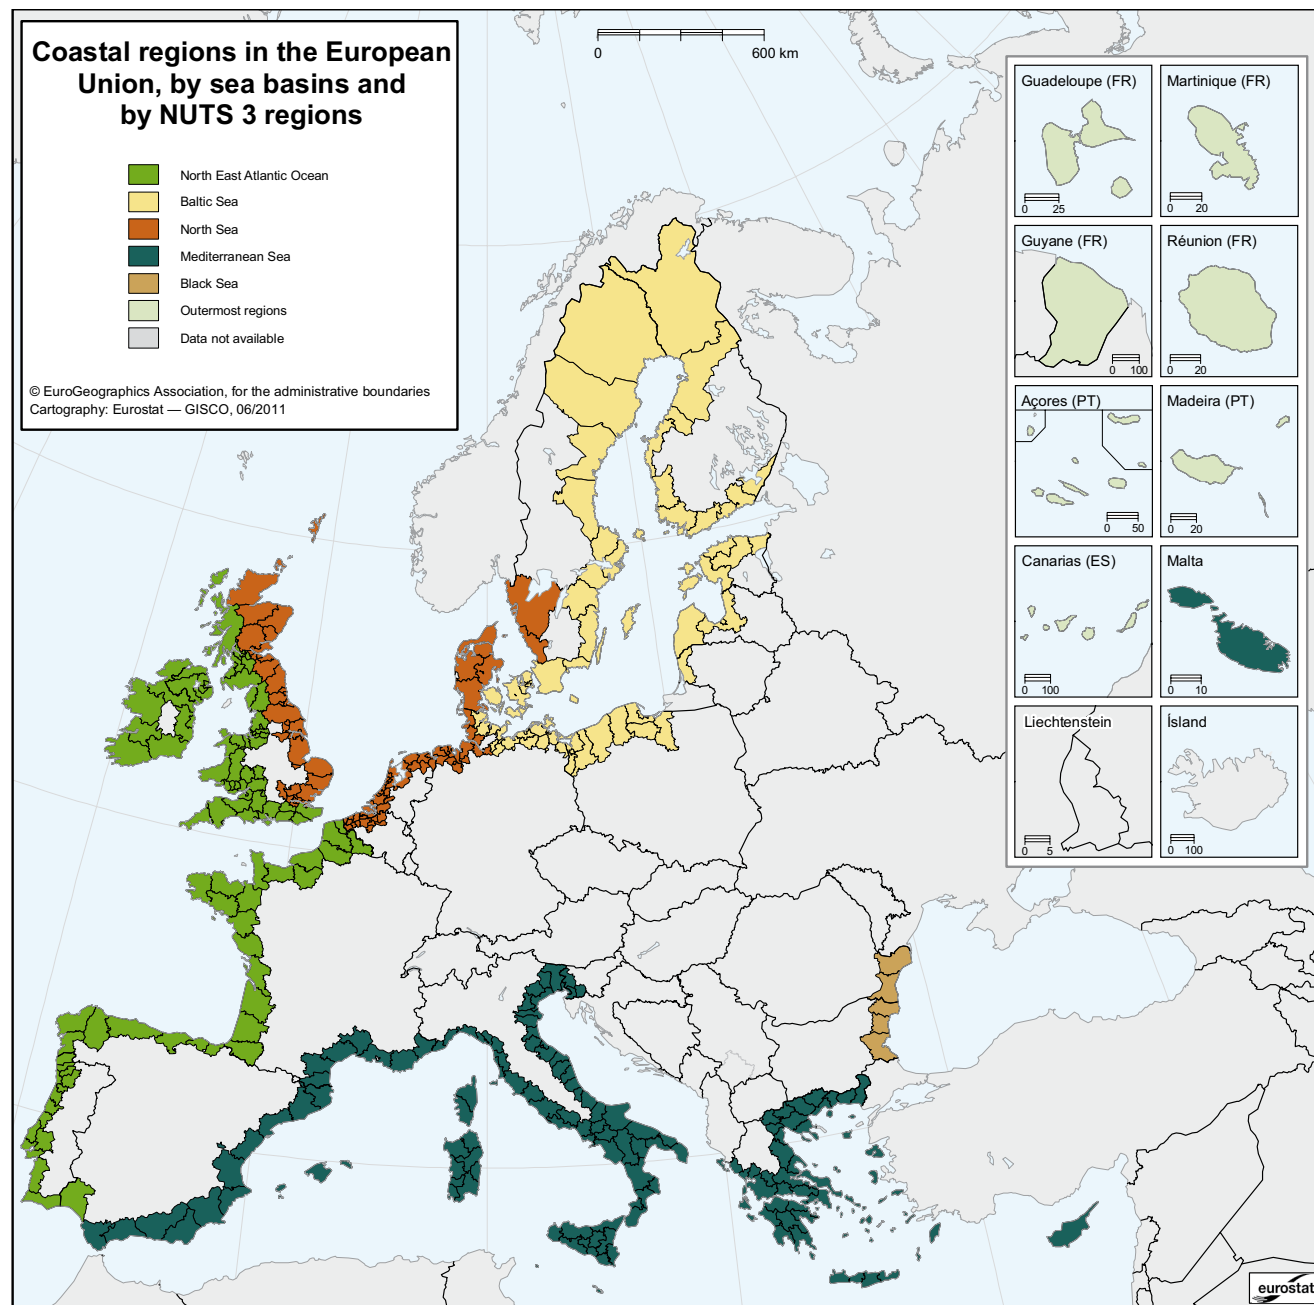 Coastal regions in the European
Union, by sea basins and
by NUTS 3 regions
North East Atlantic Ocean
Baltic Sea
North Sea
Mediterranean Sea
Black Sea
Outermost regions
Data not available
© EuroGeographics Association, for the administrative boundaries
Cartography: Eurostat — GISCO, 06/2011
0 600 km
Guadeloupe (FR)
0 25
Martinique (FR)
0 20
Guyane (FR)
0 100
Réunion (FR)
0 20
Açores (PT)
0 50
Madeira (PT)
0 20
Canarias (ES)
0 100
Malta
0 10
Liechtenstein
0 5
Ísland
0 100
eurostat